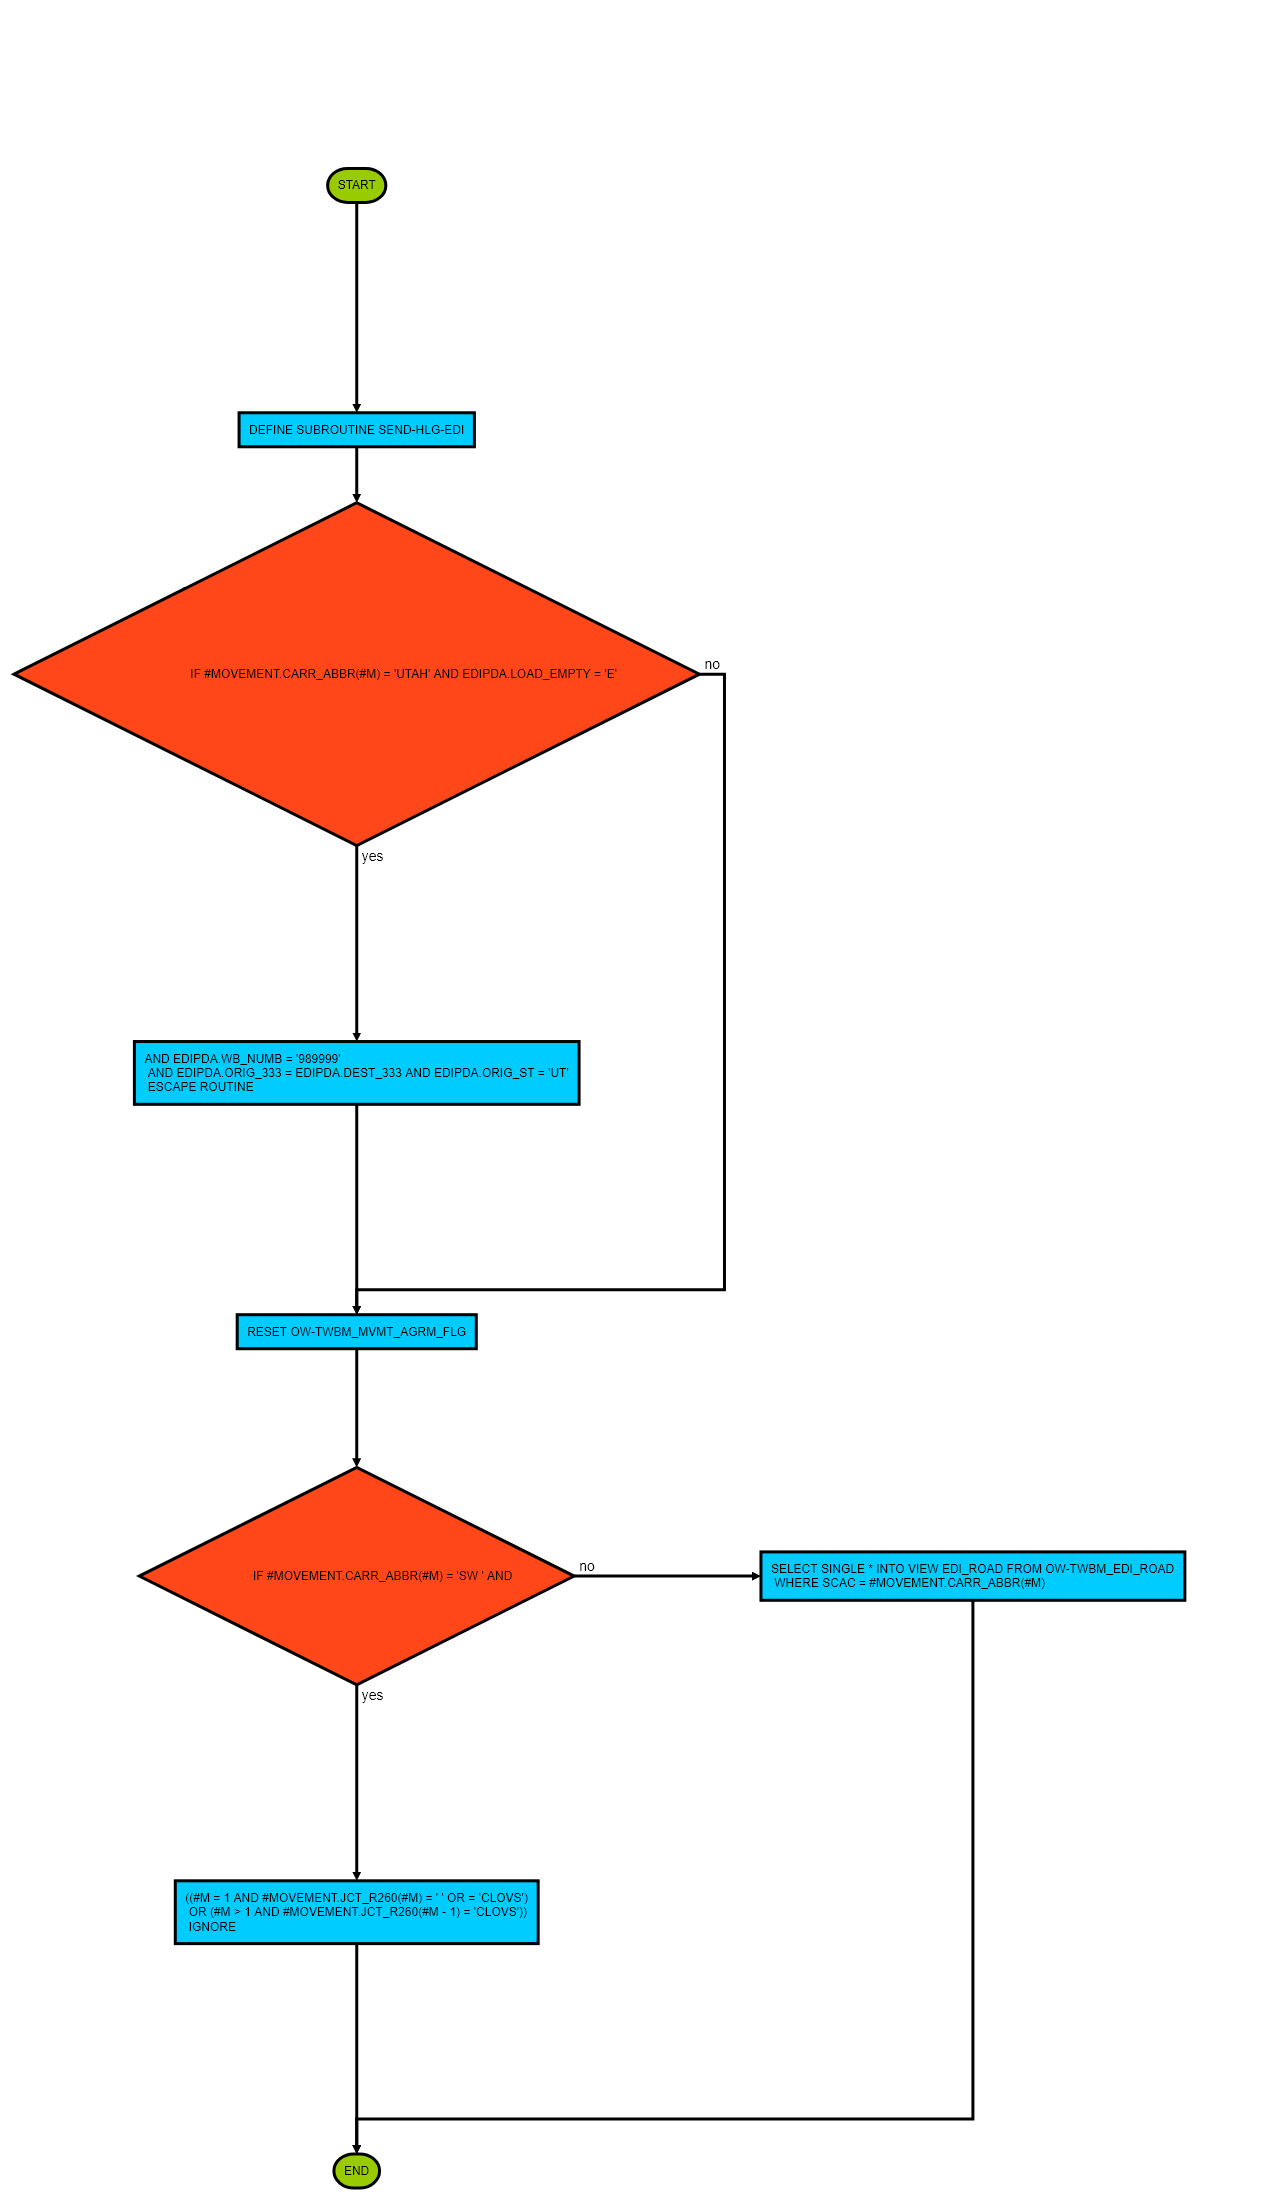 START
DEFINE SUBROUTINE SEND-HLG-EDI
IF #MOVEMENT.CARR_ABBR(#M) = 'UTAH' AND EDIPDA.LOAD_EMPTY = 'E'
no
yes
AND EDIPDA.WB_NUMB = '989999'
AND EDIPDA.ORIG_333 = EDIPDA.DEST_333 AND EDIPDA.ORIG_ST = 'UT'
ESCAPE ROUTINE
RESET OW-TWBM_MVMT_AGRM_FLG
IF #MOVEMENT.CARR_ABBR(#M) = 'SW ' AND
no
SELECT SINGLE * INTO VIEW EDI_ROAD FROM OW-TWBM_EDI_ROAD
WHERE SCAC = #MOVEMENT.CARR_ABBR(#M)
yes
((#M = 1 AND #MOVEMENT.JCT_R260(#M) = ' ' OR = 'CLOVS')
OR (#M > 1 AND #MOVEMENT.JCT_R260(#M - 1) = 'CLOVS'))
IGNORE
END